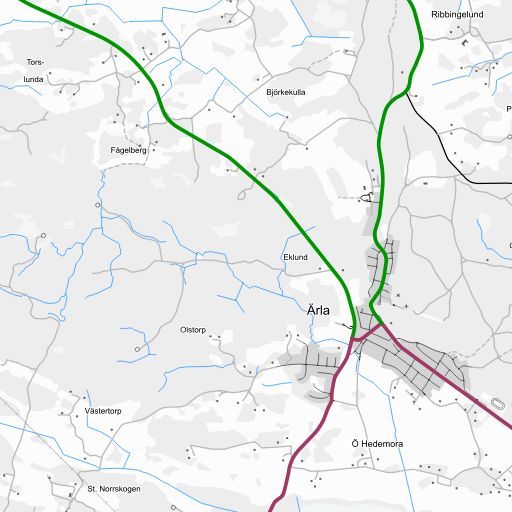 Ribbingelund
Tors-
lunda
Björkekulla
P
Fågelberg
Eklund
Ärla
Olstorp
Västertorp
Ö Hedemora
St. Norrskogen